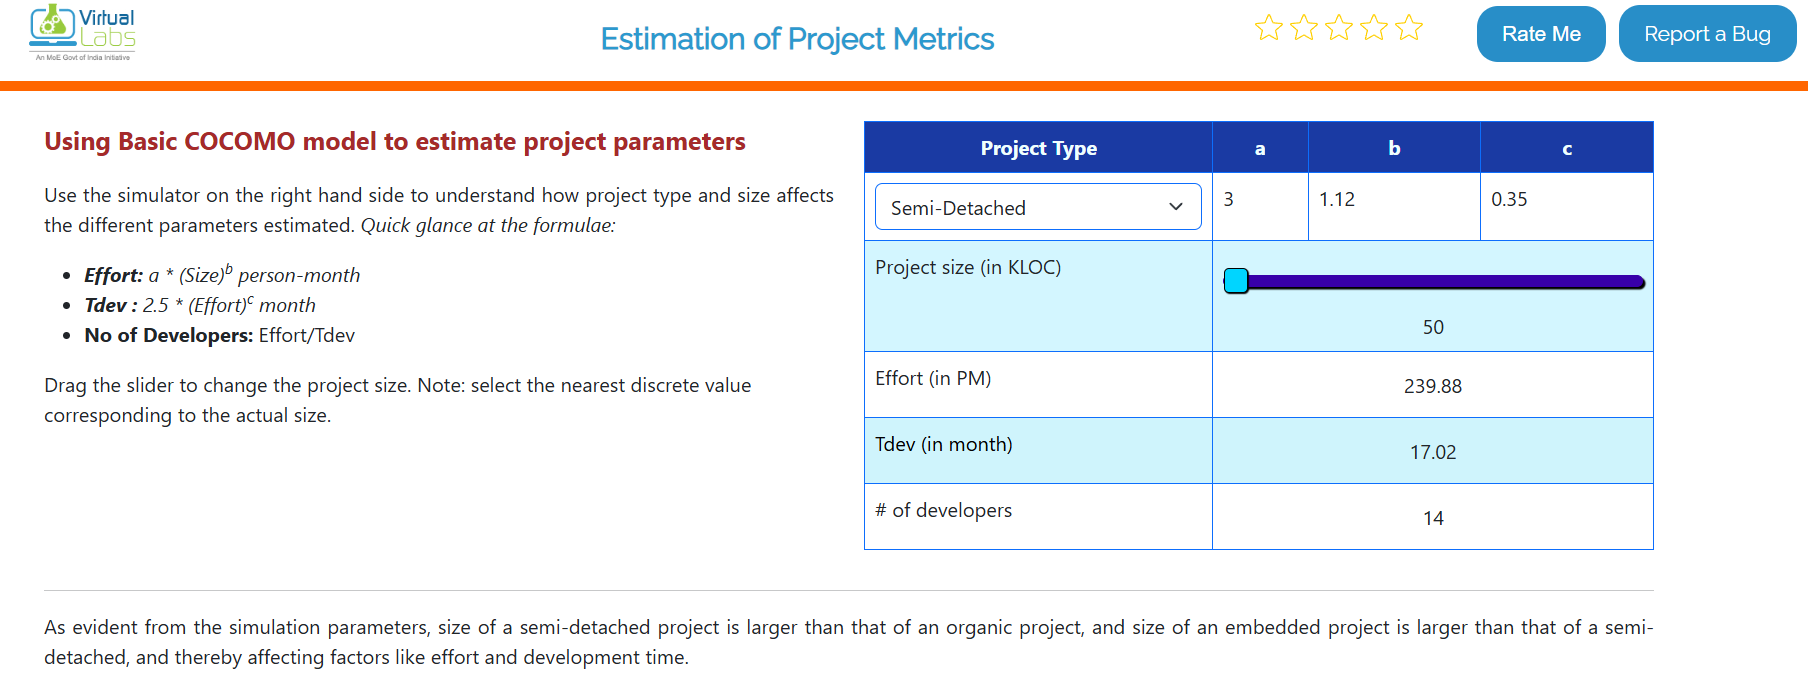 Virtual
Labs
An MoE Govt of India Initiative
Estimation of Project Metrics
Rate Me
Report a Bug
Using Basic COCOMO model to estimate project parameters
Use the simulator on the right hand side to understand how project type and size affects
the different parameters estimated. Quick glance at the formulae:
• Effort: a * (Size)ᵇ person-month
• Tdev : 2.5 * (Effort)ᶜ month
• No of Developers: Effort/Tdev
Drag the slider to change the project size. Note: select the nearest discrete value
corresponding to the actual size.
Project Type a b c
Semi-Detached 3 1.12 0.35
Project size (in KLOC)
50
Effort (in PM) 239.88
Tdev (in month) 17.02
# of developers 14
As evident from the simulation parameters, size of a semi-detached project is larger than that of an organic project, and size of an embedded project is larger than that of a semi-
detached, and thereby affecting factors like effort and development time.